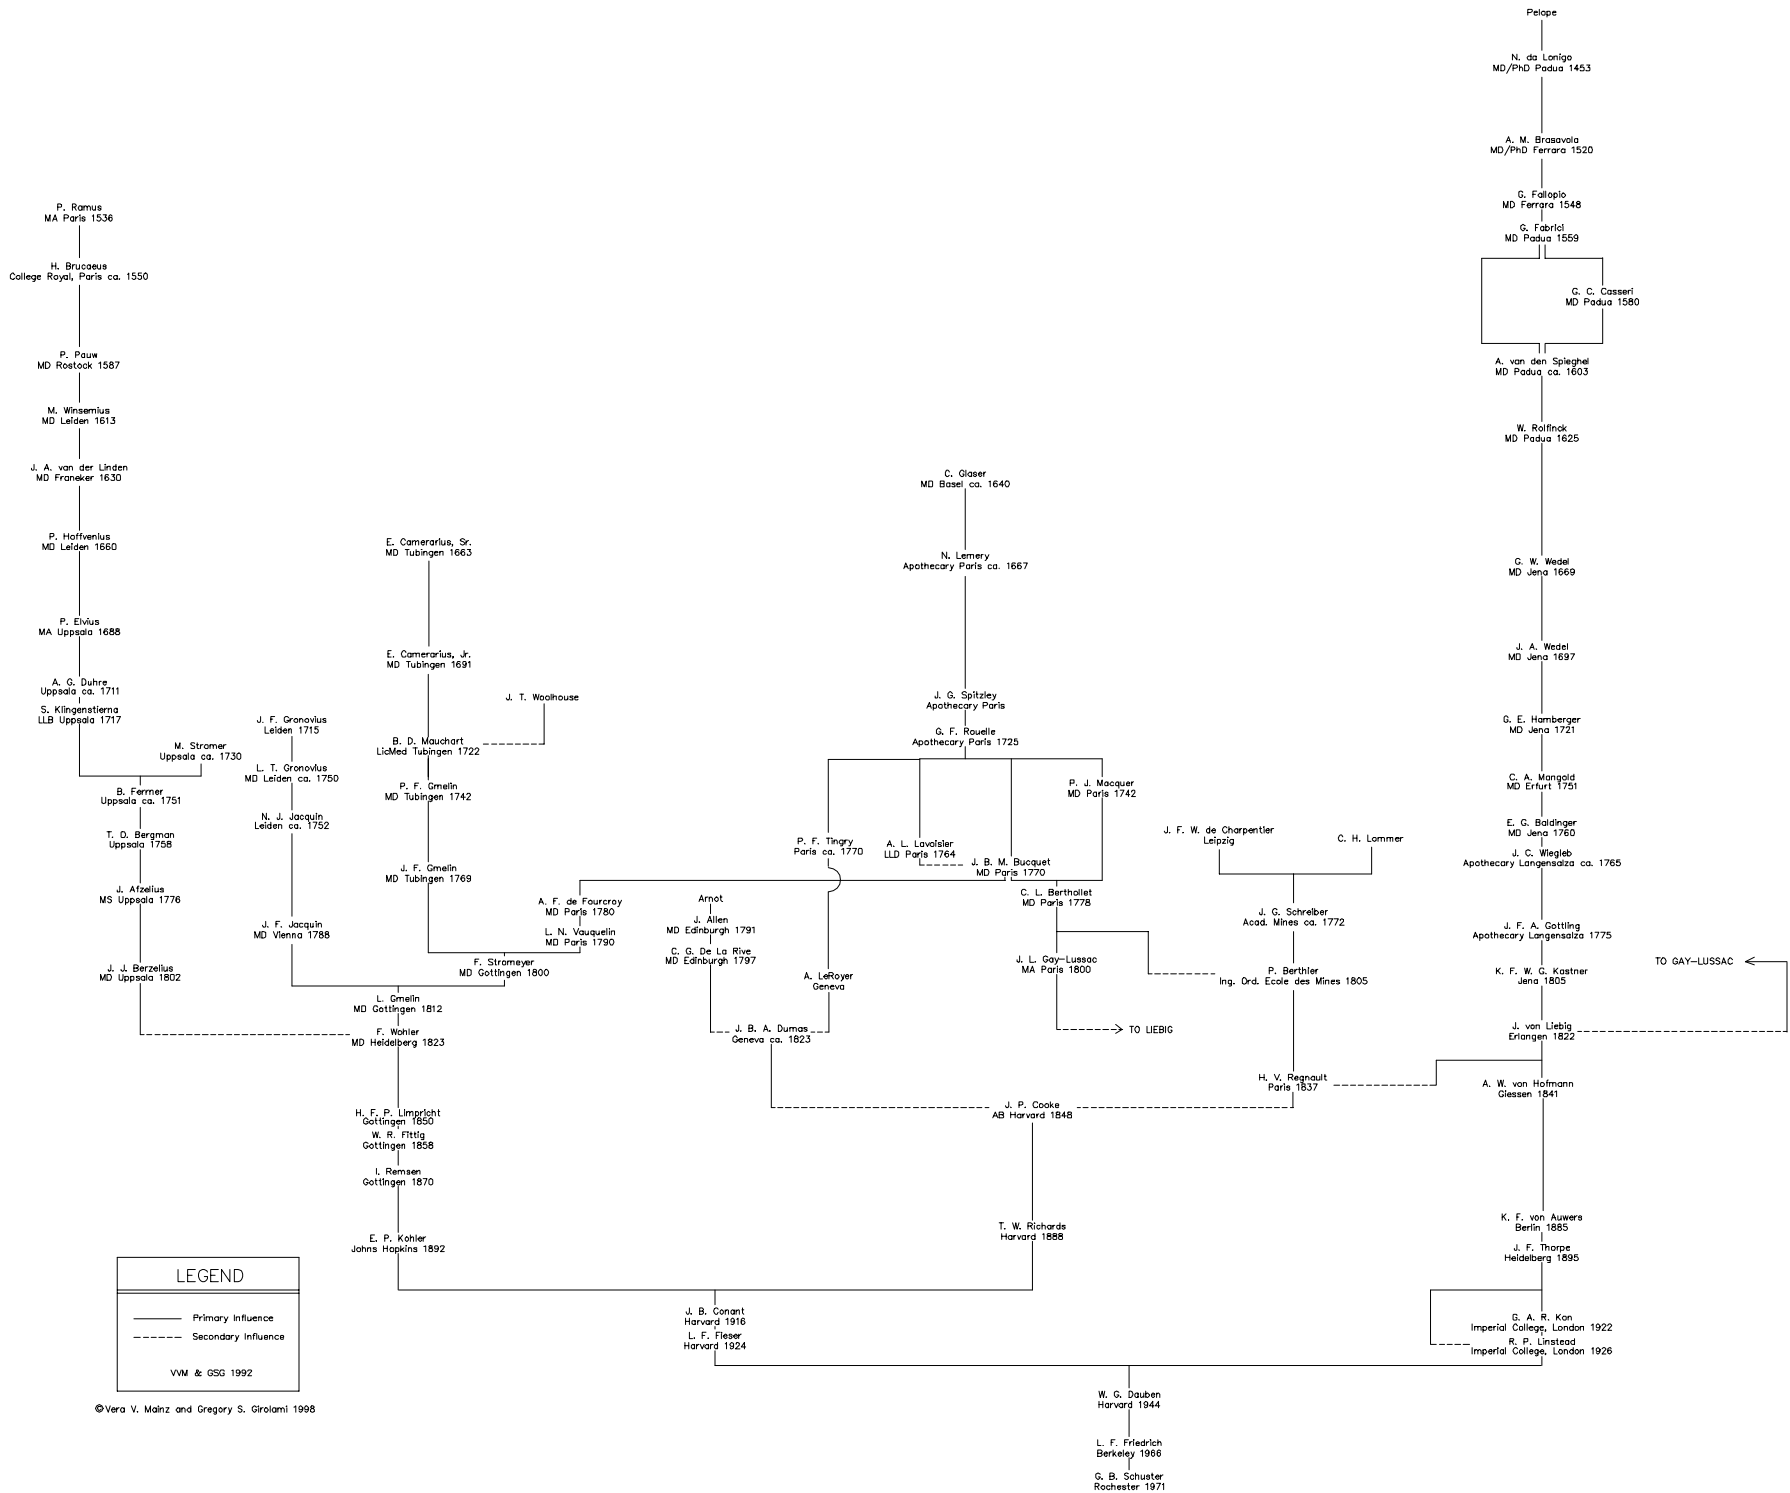 Pelope
N. da Lonigo
MD/PhD Padua 1453
A. M. Brasavola
MD/PhD Ferrara 1520
G. Fallopio
MD Ferrara 1548
G. Fabrici
MD Padua 1559
G. C. Casseri
MD Padua 1580
A. van den Spieghel
MD Padua ca. 1603
W. Rolfinck
MD Padua 1625
G. W. Wedel
MD Jena 1669
J. A. Wedel
MD Jena 1697
G. E. Hamberger
MD Jena 1721
C. A. Mangold
MD Erfurt 1751
E. G. Baldinger
MD Jena 1760
J. C. Wiegleb
Apothecary Langensalza ca. 1765
J. F. A. Gottling
Apothecary Langensalza 1775
K. F. W. G. Kastner
Jena 1805
TO GAY-LUSSAC
J. von Liebig
Erlangen 1822
A. W. von Hofmann
Giessen 1841
K. F. von Auwers
Berlin 1885
J. F. Thorpe
Heidelberg 1895
G. A. R. Kon
Imperial College, London 1922
R. P. Linstead
Imperial College, London 1926
P. Ramus
MA Paris 1536
H. Brucaeus
College Royal, Paris ca. 1550
P. Pauw
MD Rostock 1587
M. Winsemius
MD Leiden 1613
J. A. van der Linden
MD Franeker 1630
P. Hoffvenius
MD Leiden 1660
P. Elvius
MA Uppsala 1688
A. G. Duhre
Uppsala ca. 1711
S. Klingenstierna
LLB Uppsala 1717
M. Stromer
Uppsala ca. 1730
B. Fermer
Uppsala ca. 1751
T. O. Bergman
Uppsala 1758
J. Afzelius
MS Uppsala 1776
J. J. Berzelius
MD Uppsala 1802
J. F. Gronovius
Leiden 1715
L. T. Gronovius
MD Leiden ca. 1750
N. J. Jacquin
Leiden ca. 1752
J. F. Jacquin
MD Vienna 1788
E. Camerarius, Sr.
MD Tubingen 1663
E. Camerarius, Jr.
MD Tubingen 1691
J. T. Woolhouse
B. D. Mauchart
LicMed Tubingen 1722
P. F. Gmelin
MD Tubingen 1742
J. F. Gmelin
MD Tubingen 1769
A. F. de Fourcroy
MD Paris 1780
L. N. Vauquelin
MD Paris 1790
F. Stromeyer
MD Gottingen 1800
L. Gmelin
MD Gottingen 1812
F. Wohler
MD Heidelberg 1823
H. F. P. Limpricht
Gottingen 1850
W. R. Fittig
Gottingen 1858
I. Remsen
Gottingen 1870
E. P. Kohler
Johns Hopkins 1892
C. Glaser
MD Basel ca. 1640
N. Lemery
Apothecary Paris ca. 1667
J. G. Spitzley
Apothecary Paris
G. F. Rouelle
Apothecary Paris 1725
P. J. Macquer
MD Paris 1742
P. F. Tingry
Paris ca. 1770
A. L. Lavoisier
LLD Paris 1764
J. B. M. Bucquet
MD Paris 1770
C. L. Berthollet
MD Paris 1778
Arnot
J. Allen
MD Edinburgh 1791
C. G. De La Rive
MD Edinburgh 1797
A. LeRoyer
Geneva
J. L. Gay-Lussac
MA Paris 1800
J. B. A. Dumas
Geneva ca. 1823
TO LIEBIG
J. F. W. de Charpentier
Leipzig
C. H. Lommer
J. G. Schreiber
Acad. Mines ca. 1772
P. Berthier
Ing. Ord. Ecole des Mines 1805
H. V. Regnault
Paris 1837
J. P. Cooke
AB Harvard 1848
T. W. Richards
Harvard 1888
J. B. Conant
Harvard 1916
L. F. Fieser
Harvard 1924
W. G. Dauben
Harvard 1944
L. F. Friedrich
Berkeley 1966
G. B. Schuster
Rochester 1971
LEGEND
Primary Influence
Secondary Influence
VVM & GSG 1992
©Vera V. Mainz and Gregory S. Girolami 1998